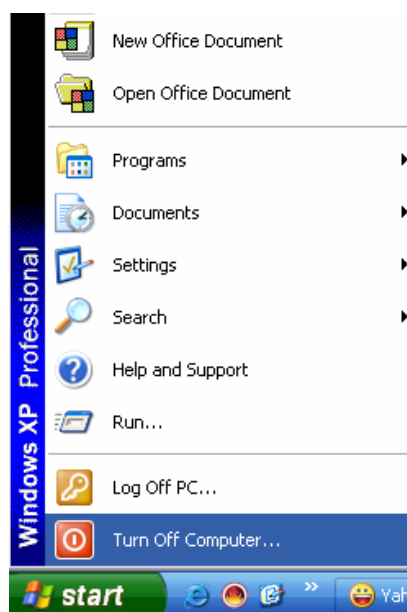 New Office Document
Open Office Document
Programs
Documents
Settings
Search
Help and Support
Run...
Log Off PC...
Turn Off Computer...
Windows XP Professional
start
Yah